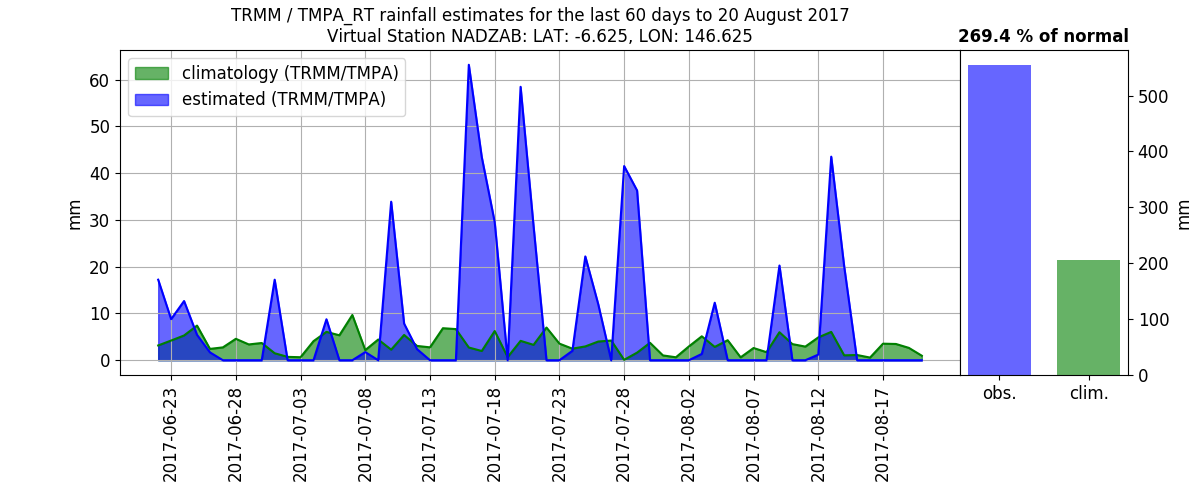 TRMM / TMPA_RT rainfall estimates for the last 60 days to 20 August 2017
Virtual Station NADZAB: LAT: -6.625, LON: 146.625
269.4 % of normal
climatology (TRMM/TMPA)
estimated (TRMM/TMPA)
mm
60
50
40
30
20
10
0
2017-06-23
2017-06-28
2017-07-03
2017-07-08
2017-07-13
2017-07-18
2017-07-23
2017-07-28
2017-08-02
2017-08-07
2017-08-12
2017-08-17
500
400
300
200
100
0
mm
obs.
clim.